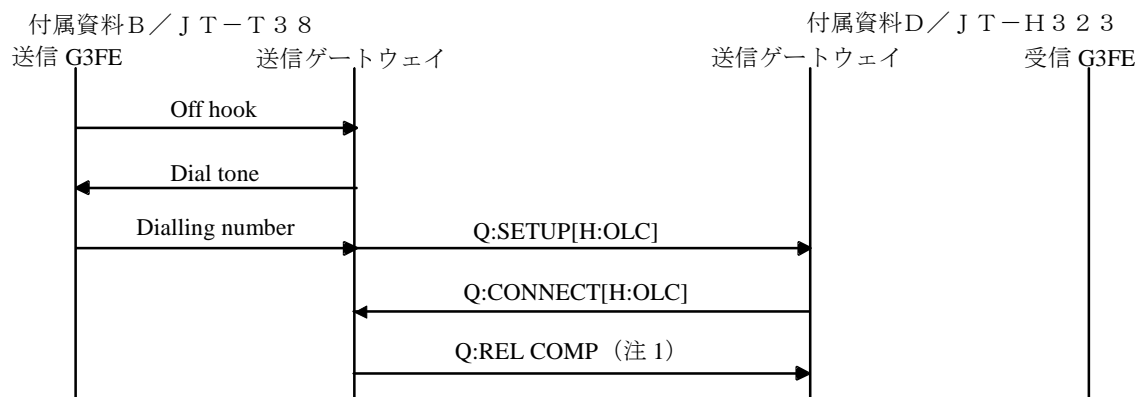 付属資料B／ＪＴ－Ｔ３８
付属資料D／ＪＴ－Ｈ３２３
送信 G3FE
送信ゲートウェイ
送信ゲートウェイ
受信 G3FE
Off hook
Dial tone
Dialling number
Q:SETUP[H:OLC]
Q:CONNECT[H:OLC]
Q:REL COMP（注 1）